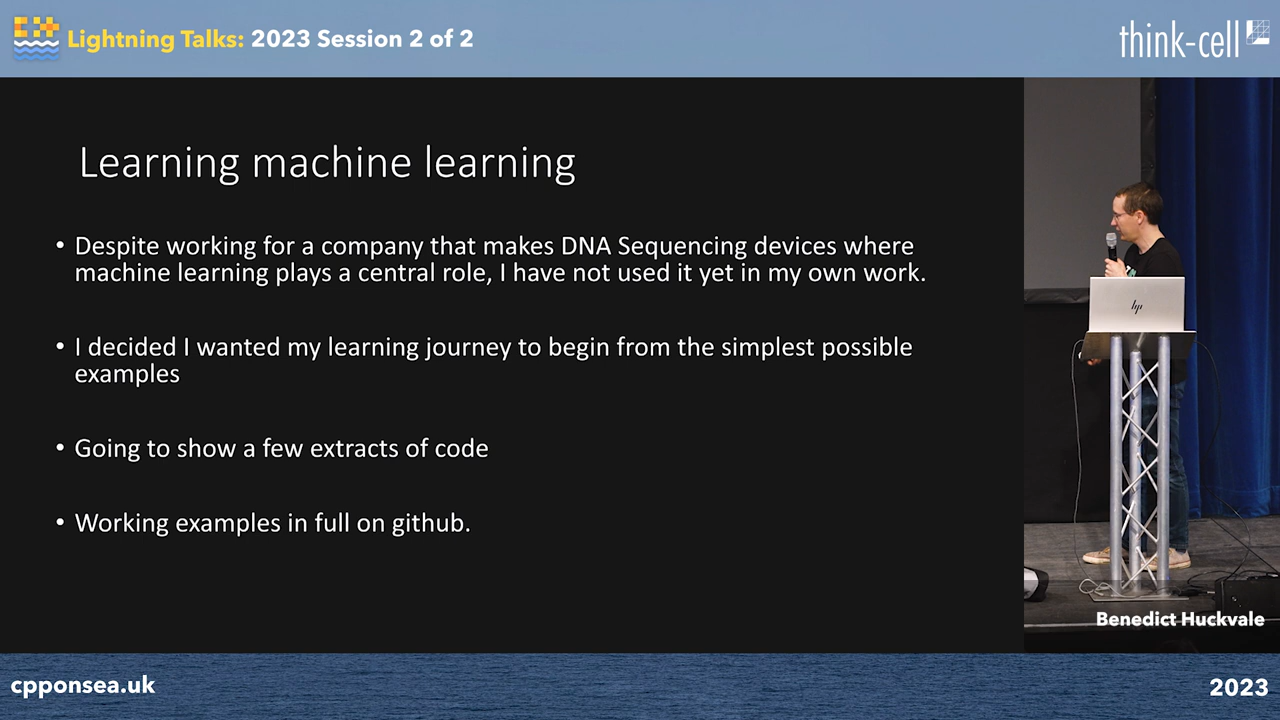 Lightning Talks: 2023 Session 2 of 2
think-cell
Learning machine learning
• Despite working for a company that makes DNA Sequencing devices where
machine learning plays a central role, I have not used it yet in my own work.
• I decided I wanted my learning journey to begin from the simplest possible
examples
• Going to show a few extracts of code
• Working examples in full on github.
hp
Benedict Huckvale
cpponsea.uk
2023